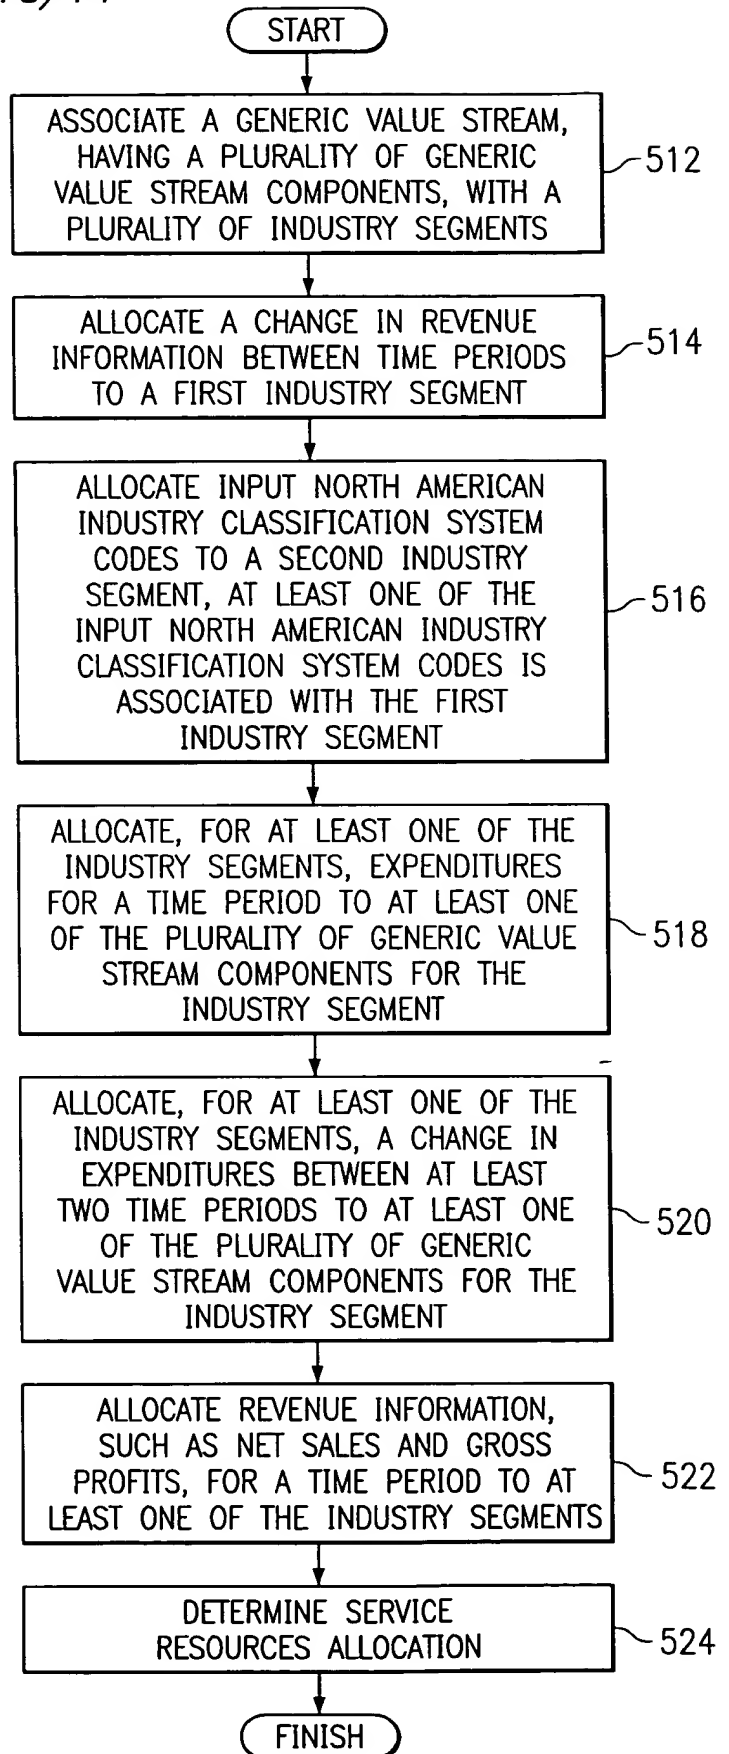 START
ASSOCIATE A GENERIC VALUE STREAM,
HAVING A PLURALITY OF GENERIC
VALUE STREAM COMPONENTS, WITH A
PLURALITY OF INDUSTRY SEGMENTS
512
ALLOCATE A CHANGE IN REVENUE
INFORMATION BETWEEN TIME PERIODS
TO A FIRST INDUSTRY SEGMENT
514
ALLOCATE INPUT NORTH AMERICAN
INDUSTRY CLASSIFICATION SYSTEM
CODES TO A SECOND INDUSTRY
SEGMENT, AT LEAST ONE OF THE
INPUT NORTH AMERICAN INDUSTRY
CLASSIFICATION SYSTEM CODES IS
ASSOCIATED WITH THE FIRST
INDUSTRY SEGMENT
516
ALLOCATE, FOR AT LEAST ONE OF THE
INDUSTRY SEGMENTS, EXPENDITURES
FOR A TIME PERIOD TO AT LEAST ONE
OF THE PLURALITY OF GENERIC VALUE
STREAM COMPONENTS FOR THE
INDUSTRY SEGMENT
518
ALLOCATE, FOR AT LEAST ONE OF THE
INDUSTRY SEGMENTS, A CHANGE IN
EXPENDITURES BETWEEN AT LEAST
TWO TIME PERIODS TO AT LEAST ONE
OF THE PLURALITY OF GENERIC
VALUE STREAM COMPONENTS FOR THE
INDUSTRY SEGMENT
520
ALLOCATE REVENUE INFORMATION,
SUCH AS NET SALES AND GROSS
PROFITS, FOR A TIME PERIOD TO AT
LEAST ONE OF THE INDUSTRY SEGMENTS
522
DETERMINE SERVICE
RESOURCES ALLOCATION
524
FINISH